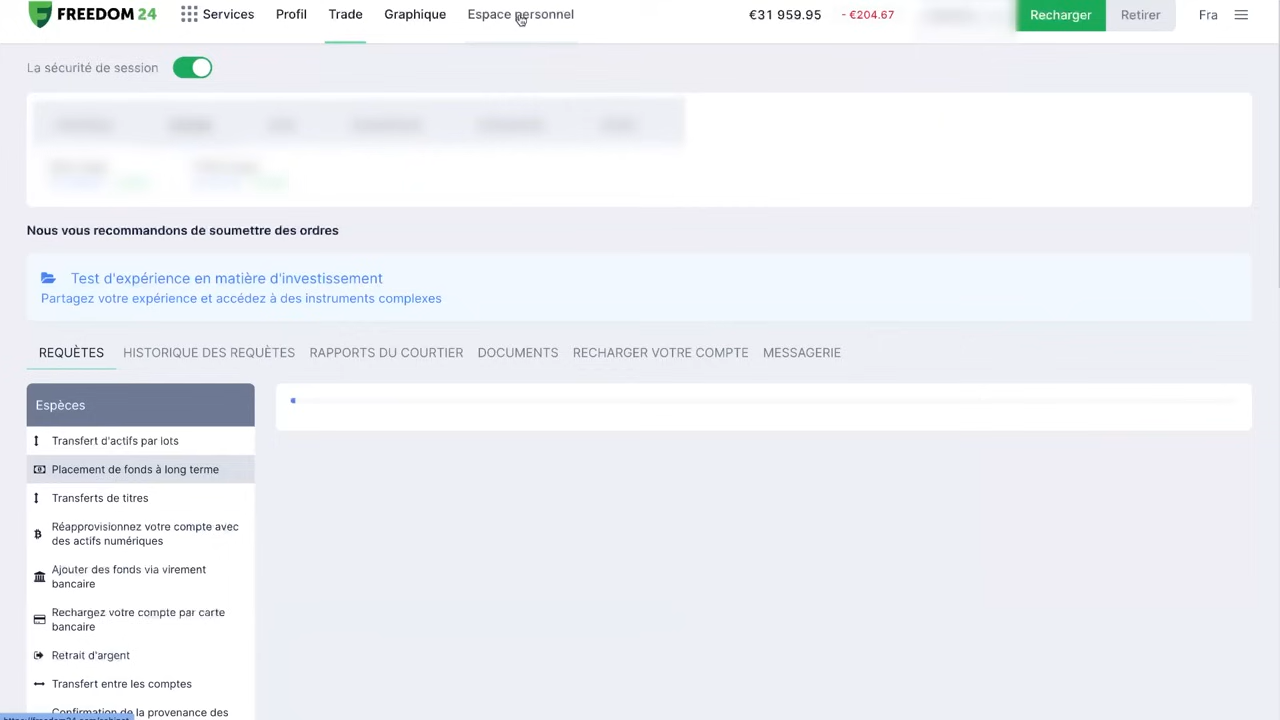 FREEDOM 24 Services Profil Trade Graphique Espace personnel €31 959.95 - €204.67 Recharger Retirer Fra
La sécurité de session
Nous vous recommandons de soumettre des ordres
Test d'expérience en matière d'investissement
Partagez votre expérience et accédez à des instruments complexes
REQUÊTES HISTORIQUE DES REQUÊTES RAPPORTS DU COURTIER DOCUMENTS RECHARGER VOTRE COMPTE MESSAGERIE
Espèces
Transfert d'actifs par lots
Placement de fonds à long terme
Transferts de titres
Réapprovisionnez votre compte avec
des actifs numériques
Ajouter des fonds via virement
bancaire
Rechargez votre compte par carte
bancaire
Retrait d'argent
Transfert entre les comptes
Confirmation de la provenance des